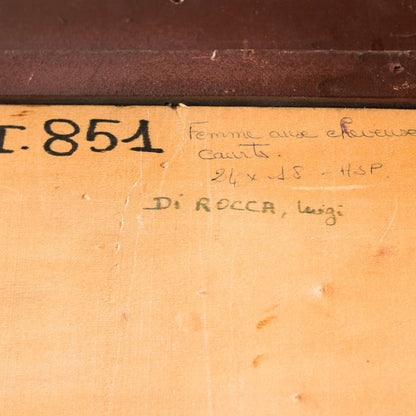 I. 851
Femme aux cheveux
courts.
24 x 18 - HSP.
Di ROCCA, Luigi